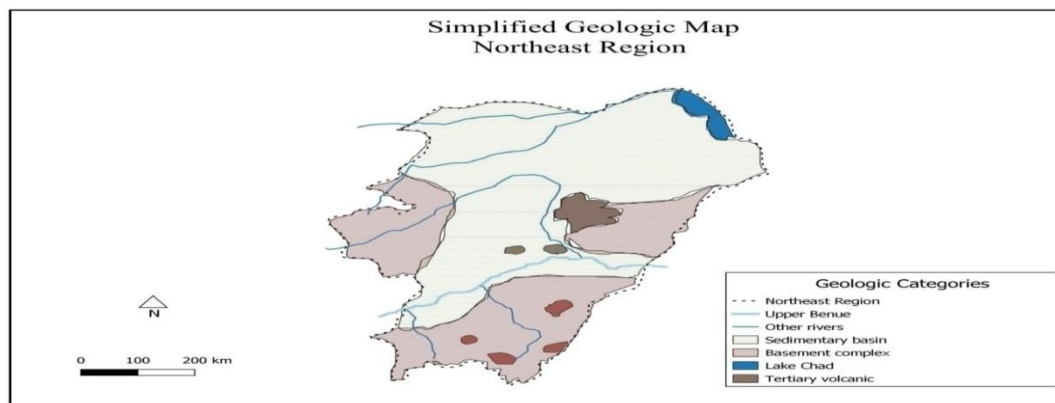 Simplified Geologic Map
Northeast Region
N
0 100 200 km
Geologic Categories
Northeast Region
Upper Benue
Other rivers
Sedimentary basin
Basement complex
Lake Chad
Tertiary volcanic